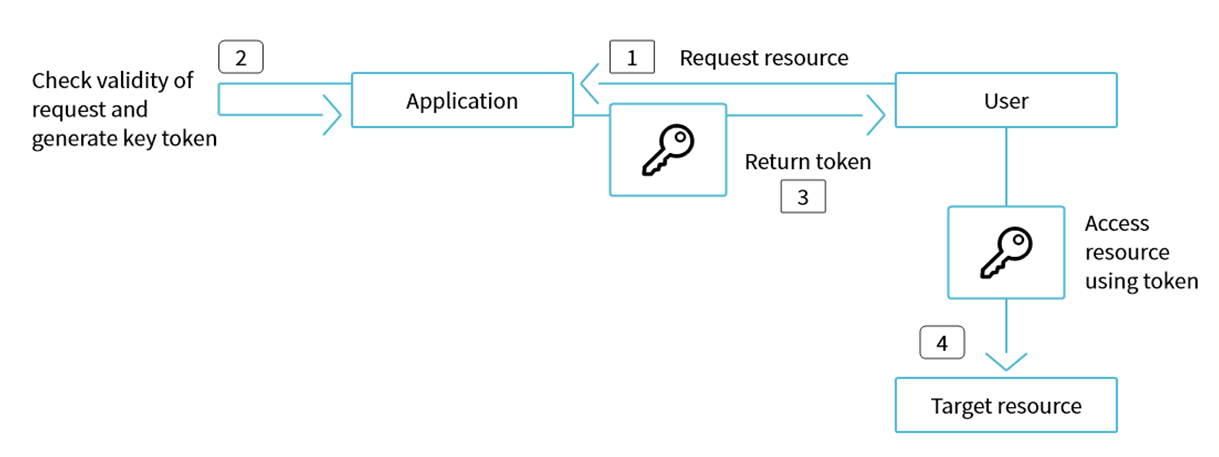 2
1
Request resource
Check validity of
request and
generate key token
Application
User
Return token
3
Access
resource
using token
4
Target resource